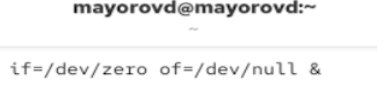 mayorovd@mayorovd:~
~
if=/dev/zero of=/dev/null &